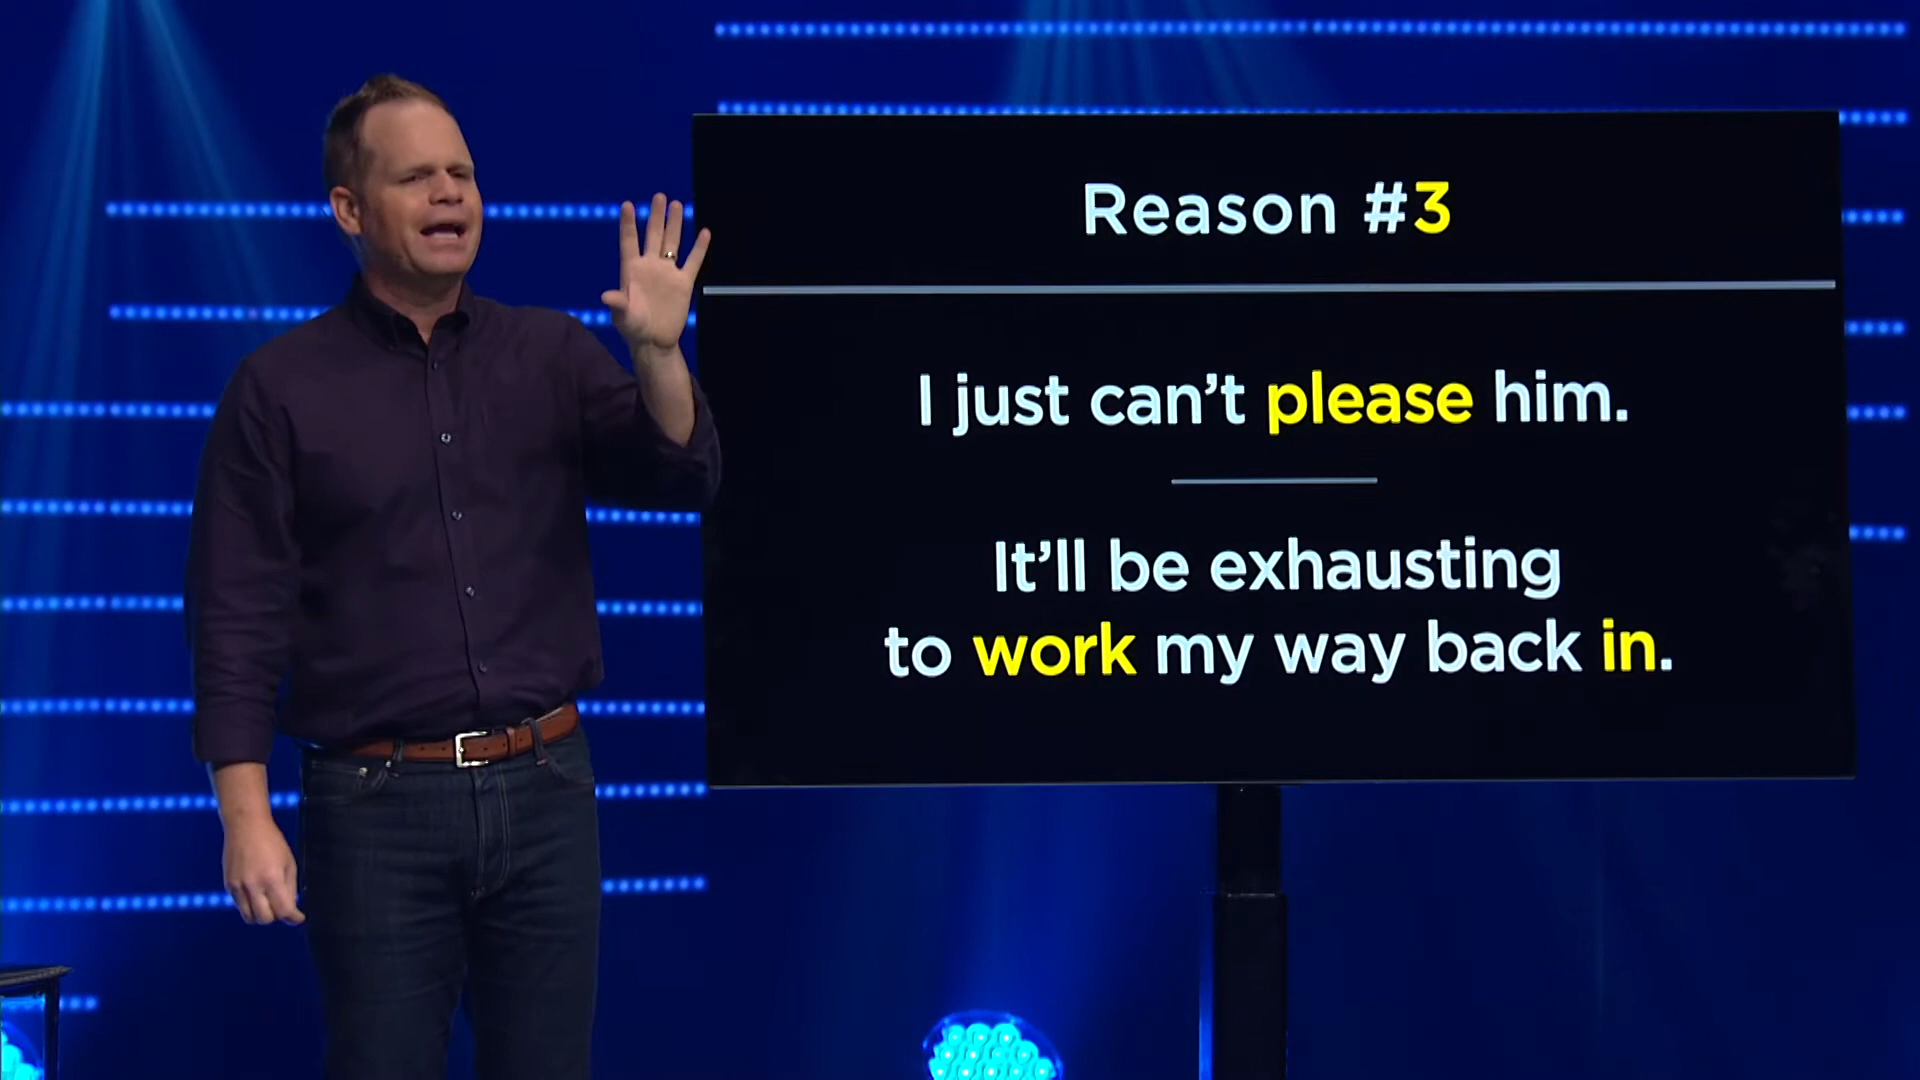 Reason #3
I just can’t please him.
It’ll be exhausting
to work my way back in.